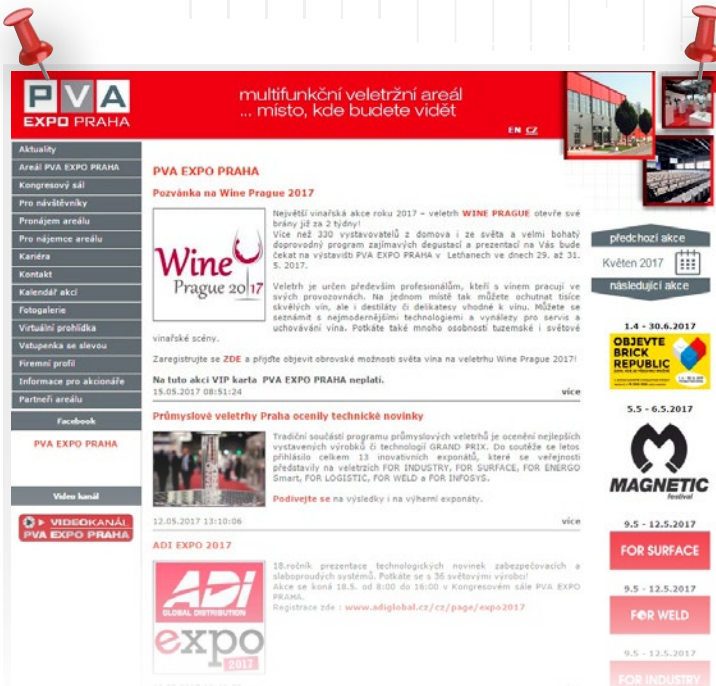 PVA
EXPO PRAHA
multifunkční veletržní areál
... místo, kde budete vidět
EN CZ
Aktuality
Areál PVA EXPO PRAHA
Kongresový sál
Pro návštěvníky
Pronájem areálu
Pro nájemce areálu
Kariéra
Kontakt
Kalendář akcí
Fotogalerie
Virtuální prohlídka
Vstupenka se slevou
Firemní profil
Informace pro akcionáře
Partneři areálu
Facebook
PVA EXPO PRAHA
Video kanál
VIDEOKANÁL
PVA EXPO PRAHA
PVA EXPO PRAHA
Pozvánka na Wine Prague 2017
Wine
Prague 2017
Největší vinařská akce roku 2017 – veletrh WINE PRAGUE otevře své
brány již za 2 týdny!
Více než 330 vystavovatelů z domova i ze světa a velmi bohatý
doprovodný program zajímavých degustací a prezentací na Vás bude
čekat na výstavišti PVA EXPO PRAHA v Letňanech ve dnech 29. až 31.
5. 2017.
Veletrh je určen především profesionálům, kteří s vínem pracují ve
svých provozovnách. Na jednom místě tak můžete ochutnat tisíce
skvělých vín, ale i destiláty či delikatesy vhodné k vínu. Můžete se
seznámit s nejmodernějšími technologiemi a vynálezy pro servis a
uchovávání vína. Potkáte také mnoho osobností tuzemské i světové
vinařské scény.
Zaregistrujte se ZDE a přijďte objevit obrovské možnosti světa vína na veletrhu Wine Prague 2017!
Na tuto akci VIP karta PVA EXPO PRAHA neplatí.
15.05.2017 08:51:24
více
Průmyslové veletrhy Praha ocenily technické novinky
Tradiční součástí programu průmyslových veletrhů je ocenění nejlepších
vystavených výrobků či technologií GRAND PRIX. Do soutěže se letos
přihlásilo celkem 13 inovativních exponátů, které se veřejnosti
představily na veletrzích FOR INDUSTRY, FOR SURFACE, FOR ENERGO
Smart, FOR LOGISTIC, FOR WELD a FOR INFOSYS.
Podívejte se na výsledky i na výherní exponáty.
12.05.2017 13:10:06
více
ADI EXPO 2017
ADI
GLOBAL DISTRIBUTION
expo
2017
18.ročník prezentace technologických novinek zabezpečovacích a
slaboproudých systémů. Potkáte se s 36 světovými výrobci!
Akce se koná 18.5. od 8:00 do 16:00 v Kongresovém sále PVA EXPO
PRAHA.
Registrace zde : www.adiglobal.cz/cz/page/expo2017
předchozí akce
Květen 2017
následující akce
1.4 - 30.6.2017
OBJEVTE
BRICK
REPUBLIC
5.5 - 6.5.2017
MAGNETIC
festival
9.5 - 12.5.2017
FOR SURFACE
9.5 - 12.5.2017
FOR WELD
9.5 - 12.5.2017
FOR INDUSTRY